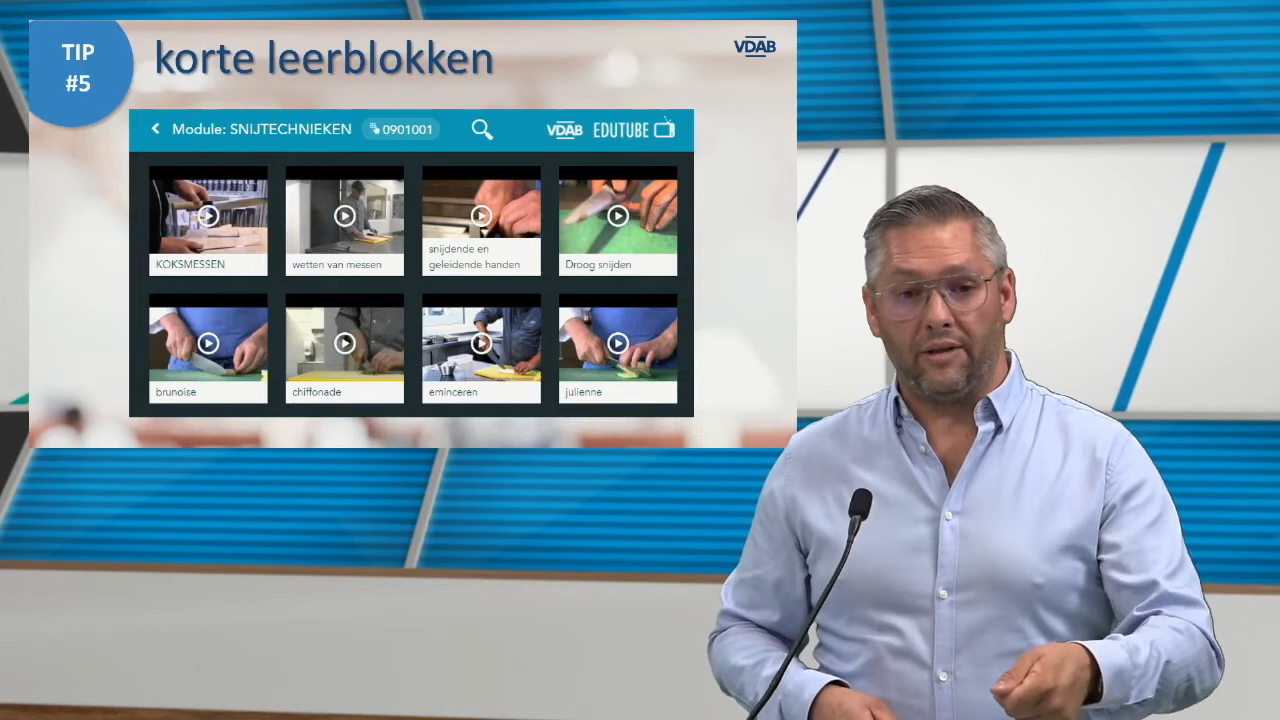 TIP
#5
korte leerblokken
VDAB
Module: SNIJTECHNIEKEN 0901001 VDAB EDUTUBE
KOKSMESSEN
wetten van messen
snijdende en
geleidende handen
Droog snijden
brunoise
chiffonade
eminceren
julienne